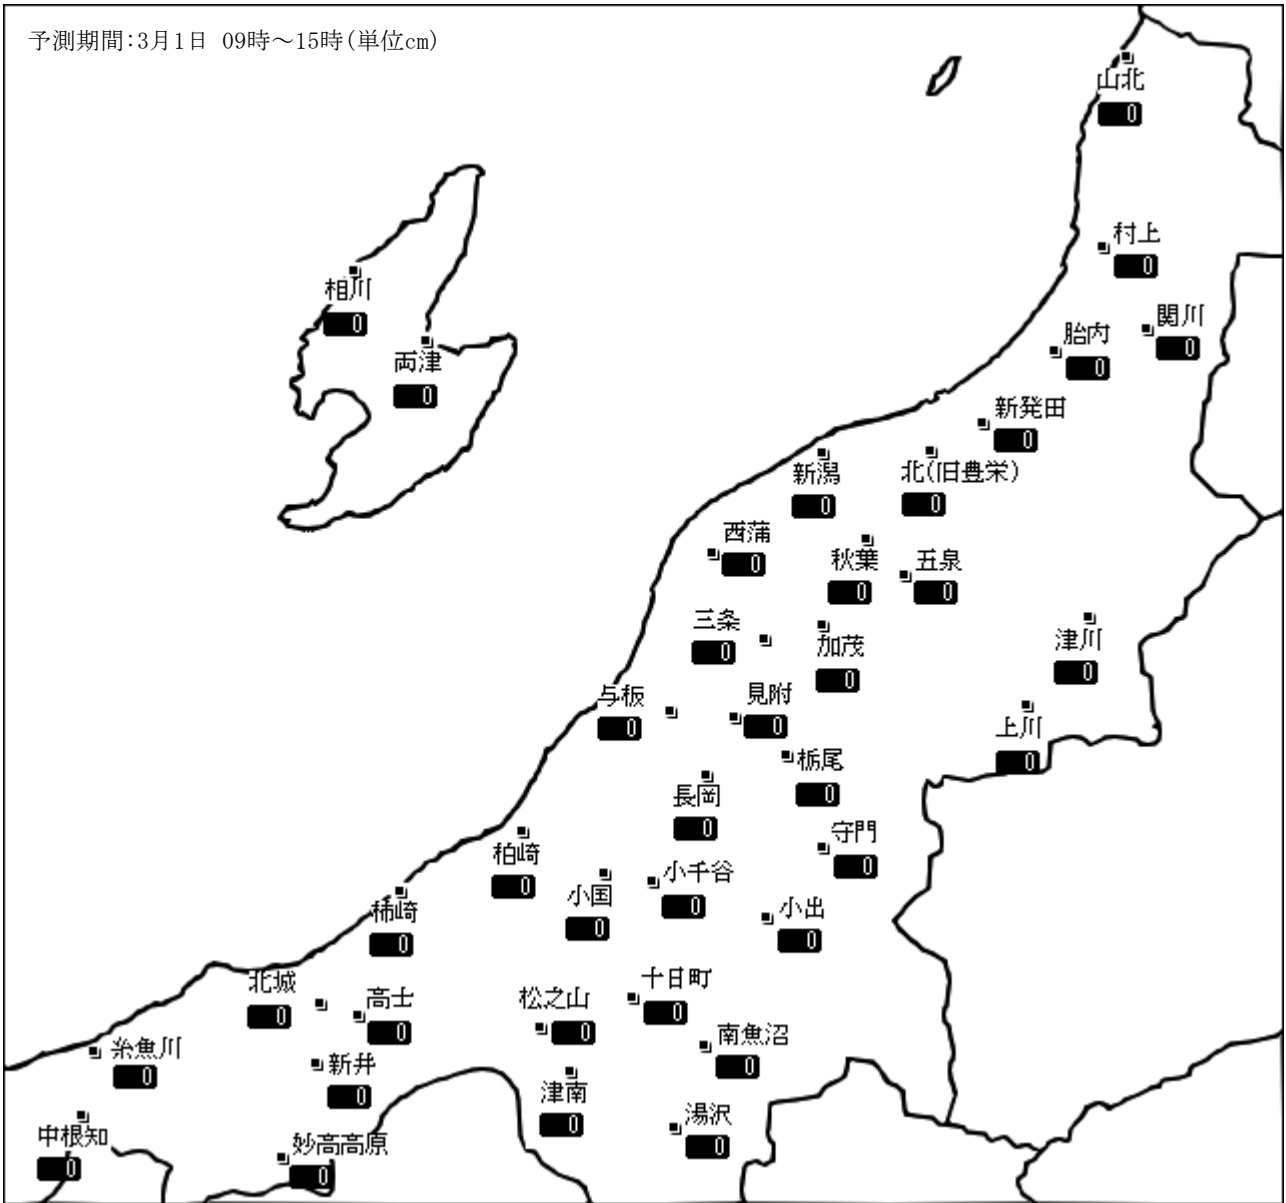 予測期間:3月1日 09時～15時(単位cm)
山北
0
村上
0
相川
0
関川
0
胎内
0
両津
0
新発田
0
新潟
0
北(旧豊栄)
0
西蒲
0
秋葉
0
五泉
0
三条
0
加茂
0
津川
0
与板
0
見附
0
上川
0
栃尾
0
長岡
0
守門
0
柏崎
0
小国
0
小千谷
0
小出
0
柿崎
0
北城
0
高士
0
松之山
0
十日町
0
南魚沼
0
糸魚川
0
新井
0
津南
0
湯沢
0
中根知
0
妙高高原
0